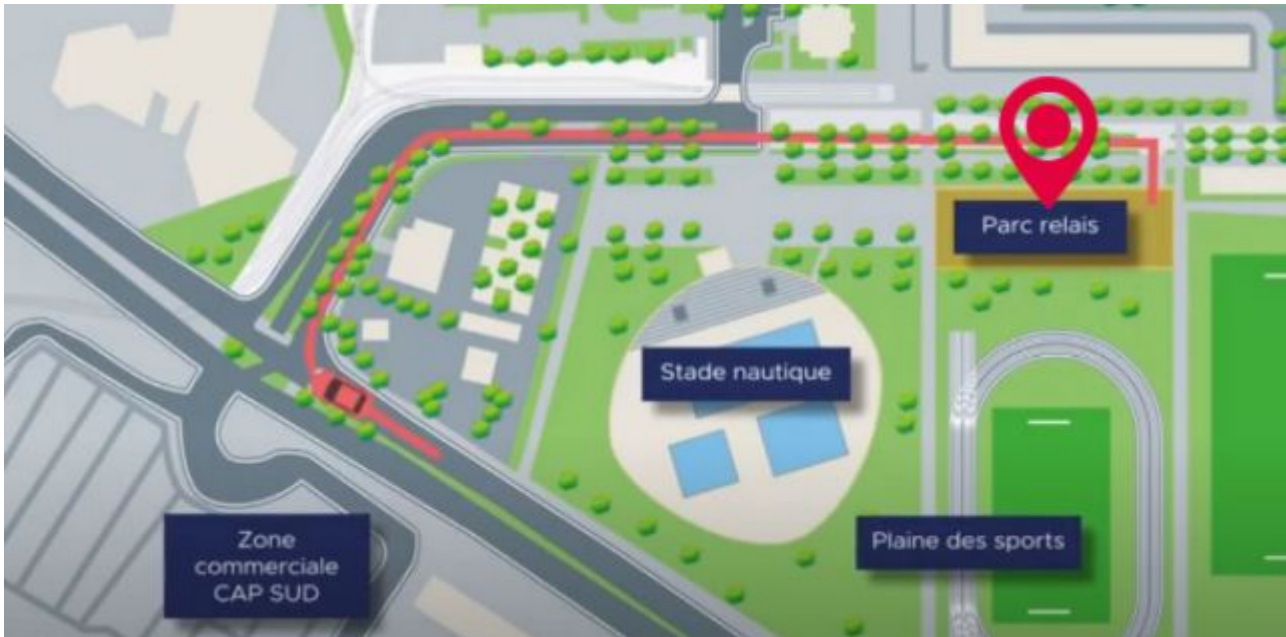 Parc relais
Stade nautique
Plaine des sports
Zone
commerciale
CAP SUD